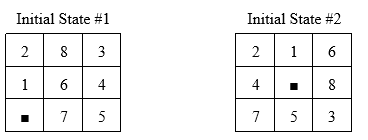 Initial State #1 Initial State #2
2 8 3 2 1 6
1 6 4 4 ■ 8
■ 7 5 7 5 3